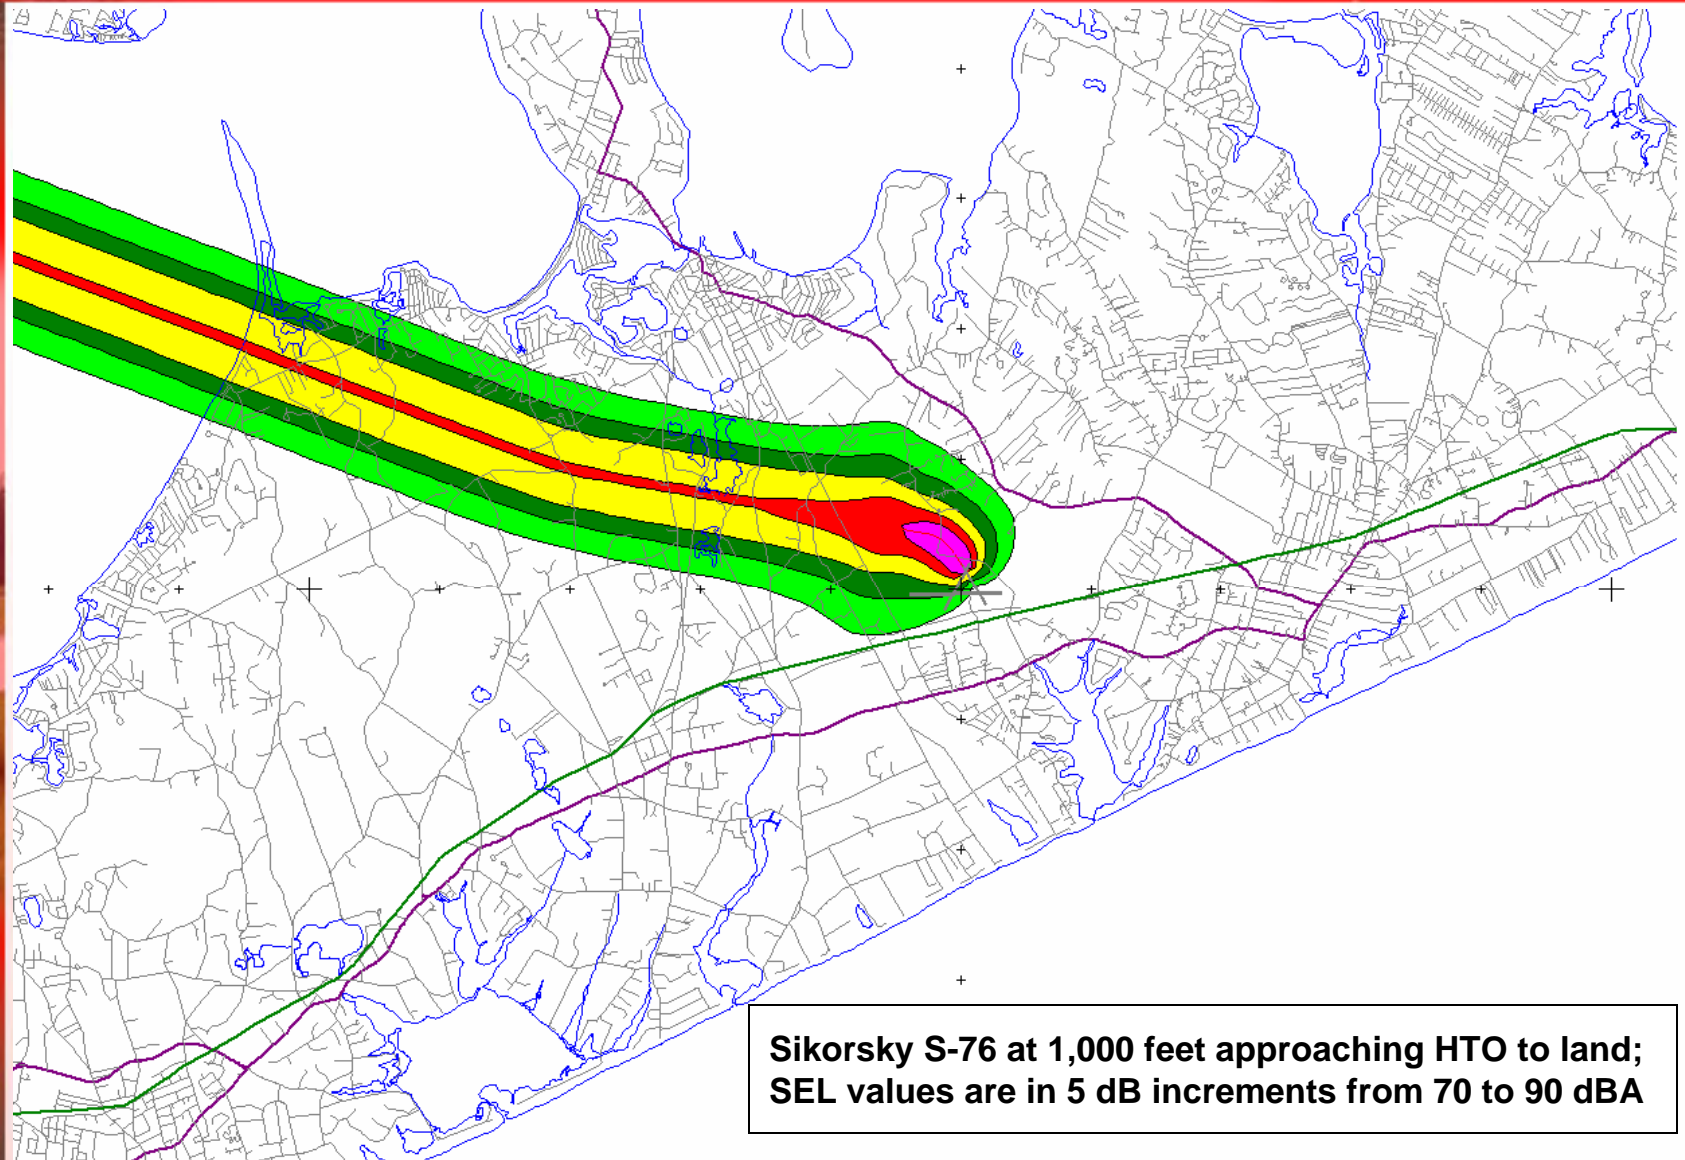 Sikorsky S-76 at 1,000 feet approaching HTO to land;
SEL values are in 5 dB increments from 70 to 90 dBA